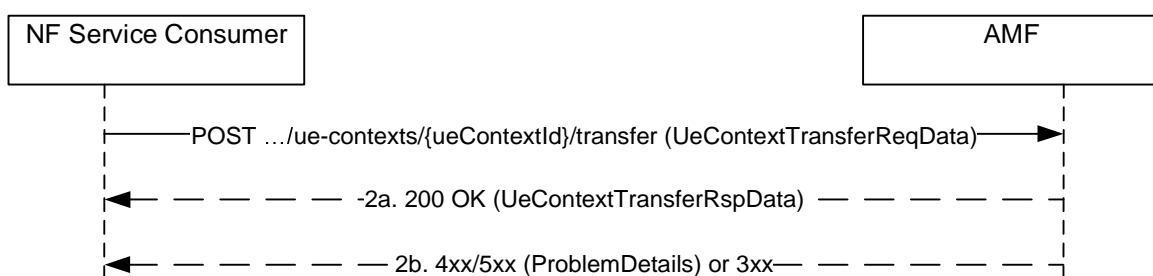 NF Service Consumer
AMF
POST …/ue-contexts/{ueContextId}/transfer (UeContextTransferReqData)
2a. 200 OK (UeContextTransferRspData)
2b. 4xx/5xx (ProblemDetails) or 3xx